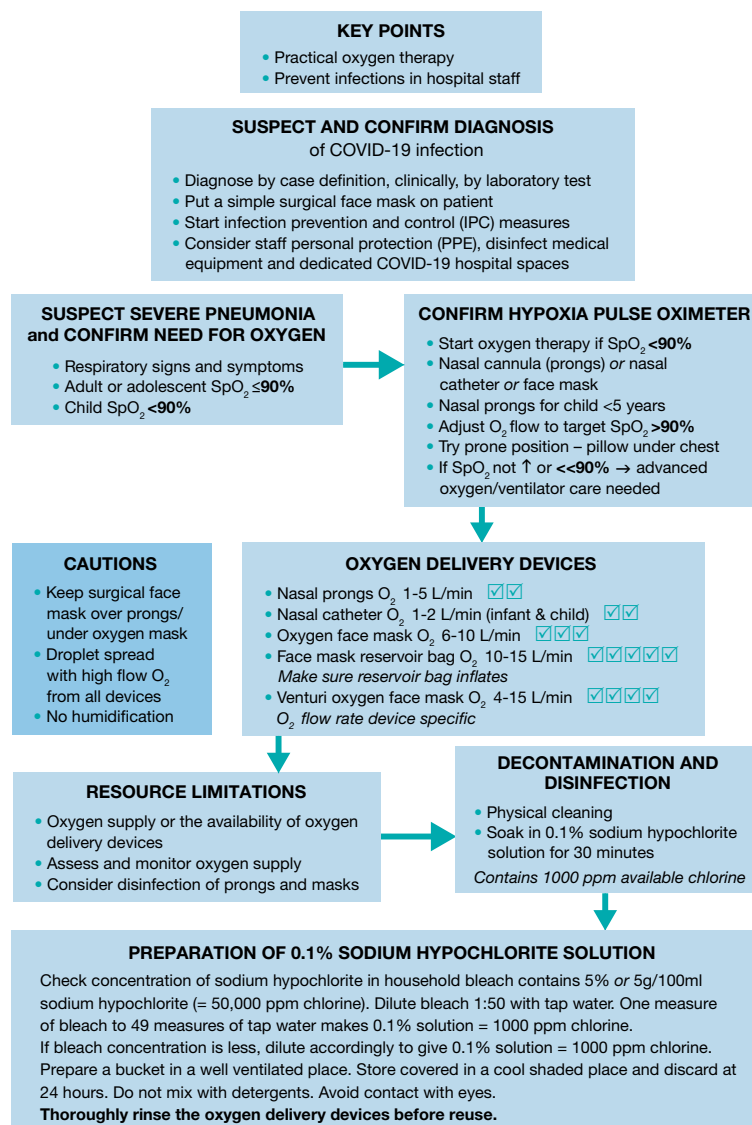 KEY POINTS
• Practical oxygen therapy
• Prevent infections in hospital staff
SUSPECT AND CONFIRM DIAGNOSIS
of COVID-19 infection
• Diagnose by case definition, clinically, by laboratory test
• Put a simple surgical face mask on patient
• Start infection prevention and control (IPC) measures
• Consider staff personal protection (PPE), disinfect medical
equipment and dedicated COVID-19 hospital spaces
SUSPECT SEVERE PNEUMONIA
and CONFIRM NEED FOR OXYGEN
• Respiratory signs and symptoms
• Adult or adolescent SpO₂ ≤90%
• Child SpO₂ <90%
CONFIRM HYPOXIA PULSE OXIMETER
• Start oxygen therapy if SpO₂ <90%
• Nasal cannula (prongs) or nasal
catheter or face mask
• Nasal prongs for child <5 years
• Adjust O₂ flow to target SpO₂ >90%
• Try prone position – pillow under chest
• If SpO₂ not ↑ or <<90% → advanced
oxygen/ventilator care needed
CAUTIONS
• Keep surgical face
mask over prongs/
under oxygen mask
• Droplet spread
with high flow O₂
from all devices
• No humidification
OXYGEN DELIVERY DEVICES
• Nasal prongs O₂ 1-5 L/min ☑☑
• Nasal catheter O₂ 1-2 L/min (infant & child) ☑☑
• Oxygen face mask O₂ 6-10 L/min ☑☑☑
• Face mask reservoir bag O₂ 10-15 L/min ☑☑☑☑☑
Make sure reservoir bag inflates
• Venturi oxygen face mask O₂ 4-15 L/min ☑☑☑☑
O₂ flow rate device specific
RESOURCE LIMITATIONS
• Oxygen supply or the availability of oxygen
delivery devices
• Assess and monitor oxygen supply
• Consider disinfection of prongs and masks
DECONTAMINATION AND
DISINFECTION
• Physical cleaning
• Soak in 0.1% sodium hypochlorite
solution for 30 minutes
Contains 1000 ppm available chlorine
PREPARATION OF 0.1% SODIUM HYPOCHLORITE SOLUTION
Check concentration of sodium hypochlorite in household bleach contains 5% or 5g/100ml
sodium hypochlorite (= 50,000 ppm chlorine). Dilute bleach 1:50 with tap water. One measure
of bleach to 49 measures of tap water makes 0.1% solution = 1000 ppm chlorine.
If bleach concentration is less, dilute accordingly to give 0.1% solution = 1000 ppm chlorine.
Prepare a bucket in a well ventilated place. Store covered in a cool shaded place and discard at
24 hours. Do not mix with detergents. Avoid contact with eyes.
Thoroughly rinse the oxygen delivery devices before reuse.